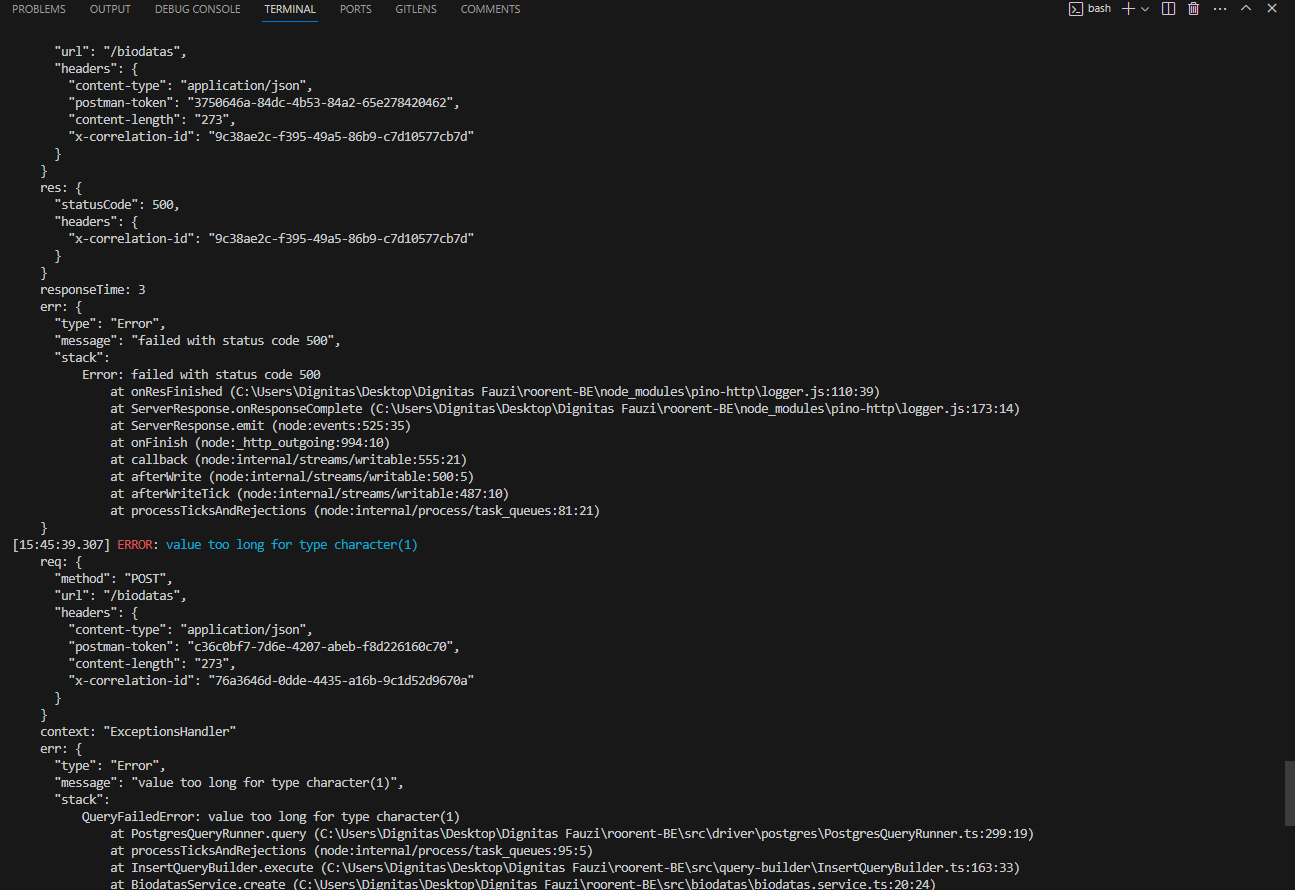 PROBLEMS OUTPUT DEBUG CONSOLE TERMINAL PORTS GITLENS COMMENTS bash
"url": "/biodatas",
"headers": {
"content-type": "application/json",
"postman-token": "3750646a-84dc-4b53-84a2-65e278420462",
"content-length": "273",
"x-correlation-id": "9c38ae2c-f395-49a5-86b9-c7d10577cb7d"
}
}
res: {
"statusCode": 500,
"headers": {
"x-correlation-id": "9c38ae2c-f395-49a5-86b9-c7d10577cb7d"
}
}
responseTime: 3
err: {
"type": "Error",
"message": "failed with status code 500",
"stack":
Error: failed with status code 500
at onResFinished (C:\Users\Dignitas\Desktop\Dignitas Fauzi\roorent-BE\node_modules\pino-http\logger.js:110:39)
at ServerResponse.onResponseComplete (C:\Users\Dignitas\Desktop\Dignitas Fauzi\roorent-BE\node_modules\pino-http\logger.js:173:14)
at ServerResponse.emit (node:events:525:35)
at onFinish (node:_http_outgoing:994:10)
at callback (node:internal/streams/writable:555:21)
at afterWrite (node:internal/streams/writable:500:5)
at afterWriteTick (node:internal/streams/writable:487:10)
at processTicksAndRejections (node:internal/process/task_queues:81:21)
}
[15:45:39.307] ERROR: value too long for type character(1)
req: {
"method": "POST",
"url": "/biodatas",
"headers": {
"content-type": "application/json",
"postman-token": "c36c0bf7-7d6e-4207-abeb-f8d226160c70",
"content-length": "273",
"x-correlation-id": "76a3646d-0dde-4435-a16b-9c1d52d9670a"
}
}
context: "ExceptionsHandler"
err: {
"type": "Error",
"message": "value too long for type character(1)",
"stack":
QueryFailedError: value too long for type character(1)
at PostgresQueryRunner.query (C:\Users\Dignitas\Desktop\Dignitas Fauzi\roorent-BE\src\driver\postgres\PostgresQueryRunner.ts:299:19)
at processTicksAndRejections (node:internal/process/task_queues:95:5)
at InsertQueryBuilder.execute (C:\Users\Dignitas\Desktop\Dignitas Fauzi\roorent-BE\src\query-builder\InsertQueryBuilder.ts:163:33)
at BiodatasService.create (C:\Users\Dignitas\Desktop\Dignitas Fauzi\roorent-BE\src\biodatas\biodatas.service.ts:20:24)